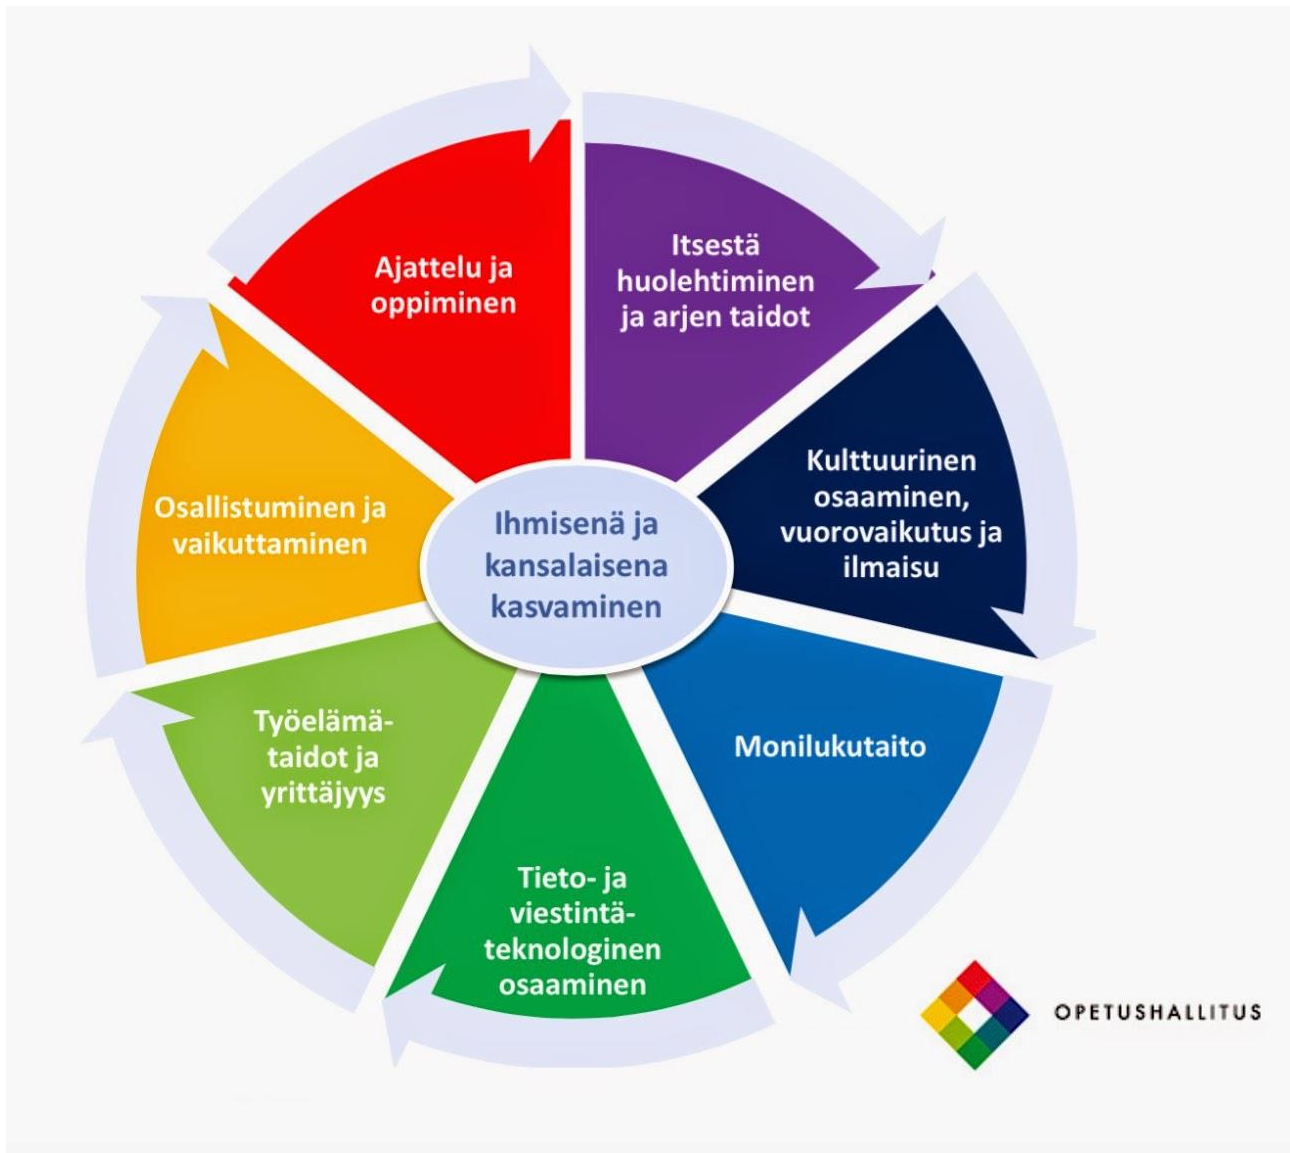 Ajattelu ja
oppiminen
Itsestä
huolehtiminen
ja arjen taidot
Kulttuurinen
osaaminen,
vuorovaikutus ja
ilmaisu
Monilukutaito
Tieto- ja
viestintä-
teknologinen
osaaminen
Työelämä-
taidot ja
yrittäjyys
Osallistuminen ja
vaikuttaminen
Ihmisenä ja
kansalaisena
kasvaminen
OPETUSHALLITUS